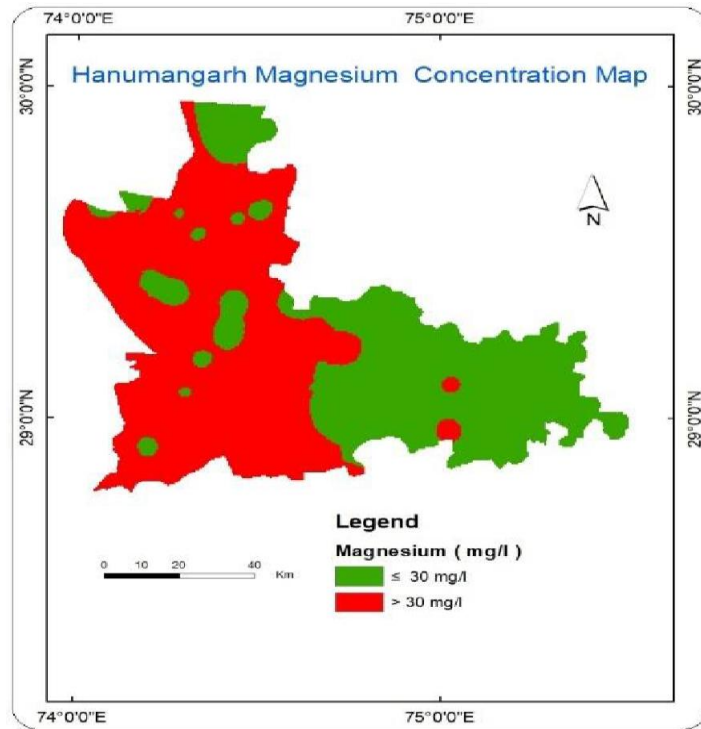 74°0'0"E 75°0'0"E
Hanumangarh Magnesium Concentration Map
30°0'0"N 30°0'0"N
N
29°0'0"N 29°0'0"N
Legend
Magnesium ( mg/l )
0 10 20 40
Km
≤ 30 mg/l
> 30 mg/l
74°0'0"E 75°0'0"E